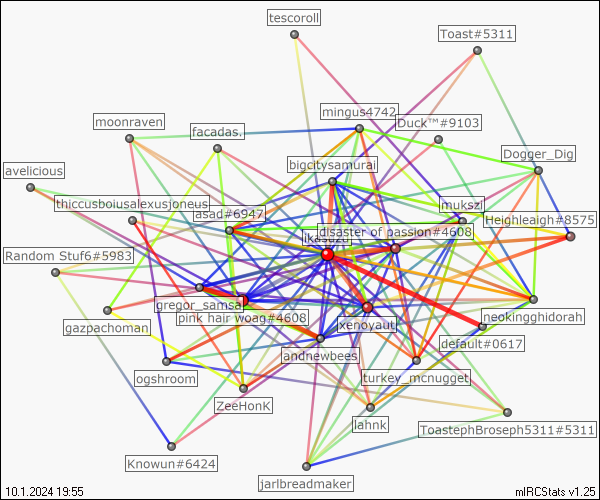 tescoroll
Toast#5311
mingus4742
moonraven
Duck™#9103
facadas.
Dogger_Dig
bigcitysamurai
avelicious
thiccusboiusalexusjoneus
mukszi
asad#6947
Heighleaigh#8575
disaster of passion#4608
Random Stuf6#5983
gregor_samsa
neokingghidorah
pink hair woag#4608
xenoyaut
gazpachoman
default#0617
andnewbees
ogshroom
turkey_mcnugget
ZeeHonK
lahnk
ToastephBroseph5311#5311
Knowun#6424
jarlbreadmaker
10.1.2024 19:55
mIRCStats v1.25